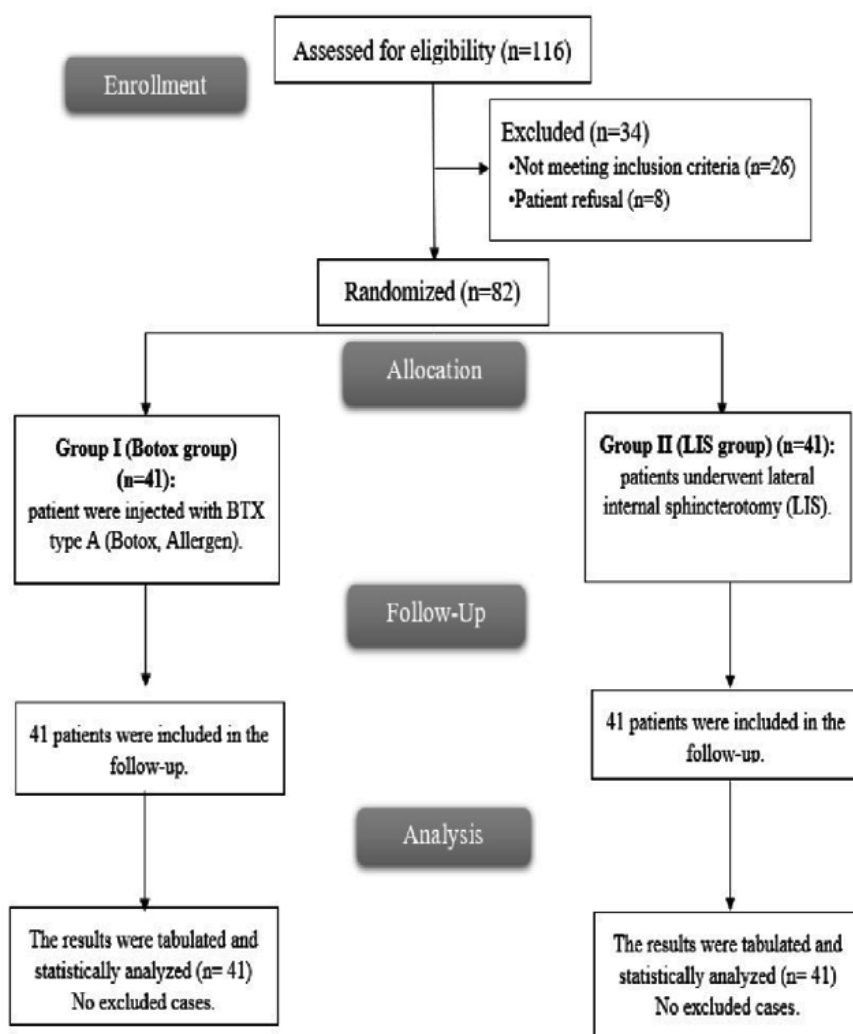 Assessed for eligibility (n=116)
Enrollment
Excluded (n=34)
•Not meeting inclusion criteria (n=26)
•Patient refusal (n=8)
Randomized (n=82)
Allocation
Group I (Botox group)
(n=41):
patient were injected with BTX
type A (Botox, Allergen).
Group II (LIS group) (n=41):
patients underwent lateral
internal sphincterotomy (LIS).
Follow-Up
41 patients were included in the
follow-up.
41 patients were included in the
follow-up.
Analysis
The results were tabulated and
statistically analyzed (n= 41)
No excluded cases.
The results were tabulated and
statistically analyzed (n= 41)
No excluded cases.